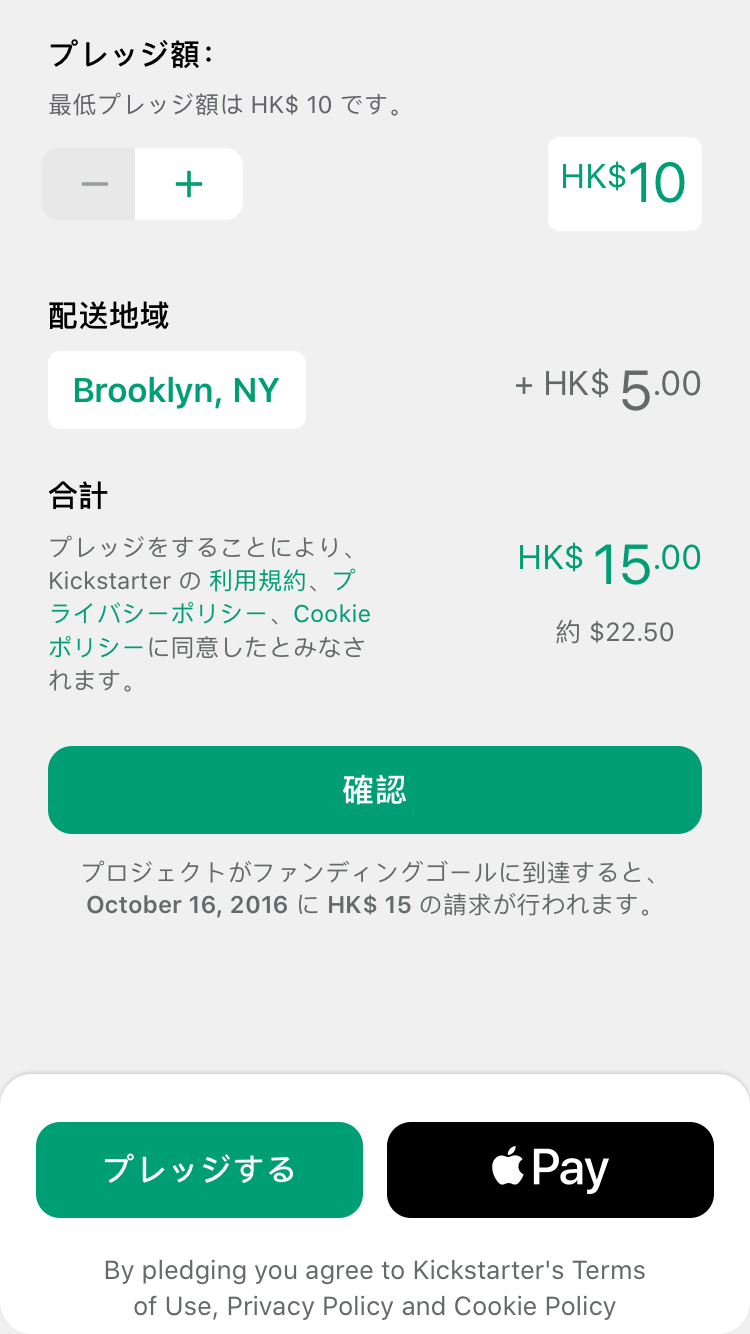 プレッジ額：
最低プレッジ額は HK$ 10 です。
HK$10
配送地域
Brooklyn, NY
+ HK$ 5.00
合計
プレッジをすることにより、
Kickstarter の 利用規約、プ
ライバシーポリシー、Cookie
ポリシーに同意したとみなさ
れます。
HK$ 15.00
約 $22.50
確認
プロジェクトがファンディングゴールに到達すると、
October 16, 2016 に HK$ 15 の請求が行われます。
プレッジする
Pay
By pledging you agree to Kickstarter's Terms
of Use, Privacy Policy and Cookie Policy